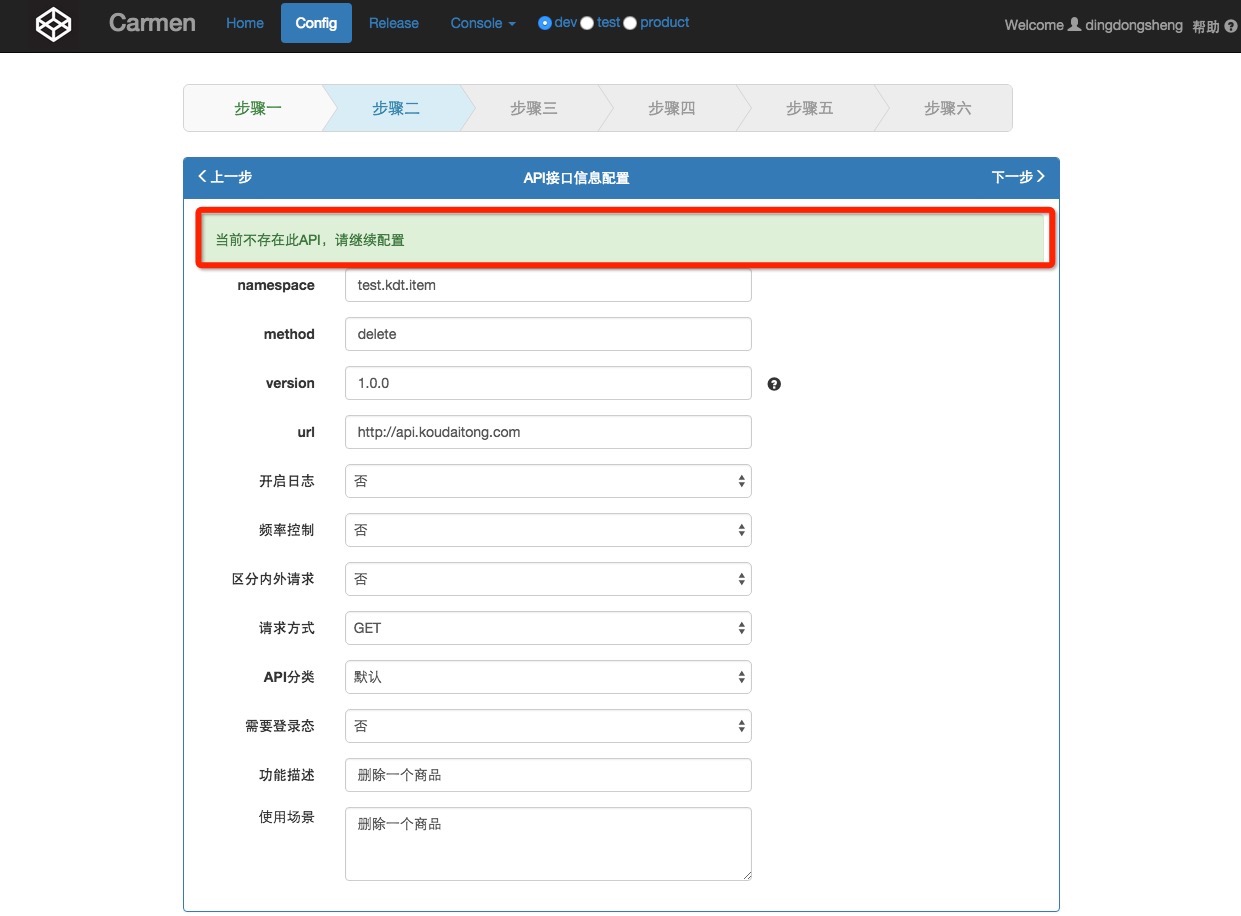 Carmen Home Config Release Console dev test product Welcome dingdongsheng 帮助
步骤一 步骤二 步骤三 步骤四 步骤五 步骤六
上一步 API接口信息配置 下一步
当前不存在此API，请继续配置
namespace test.kdt.item
method delete
version 1.0.0
url http://api.koudaitong.com
开启日志 否
频率控制 否
区分内外请求 否
请求方式 GET
API分类 默认
需要登录态 否
功能描述 删除一个商品
使用场景 删除一个商品